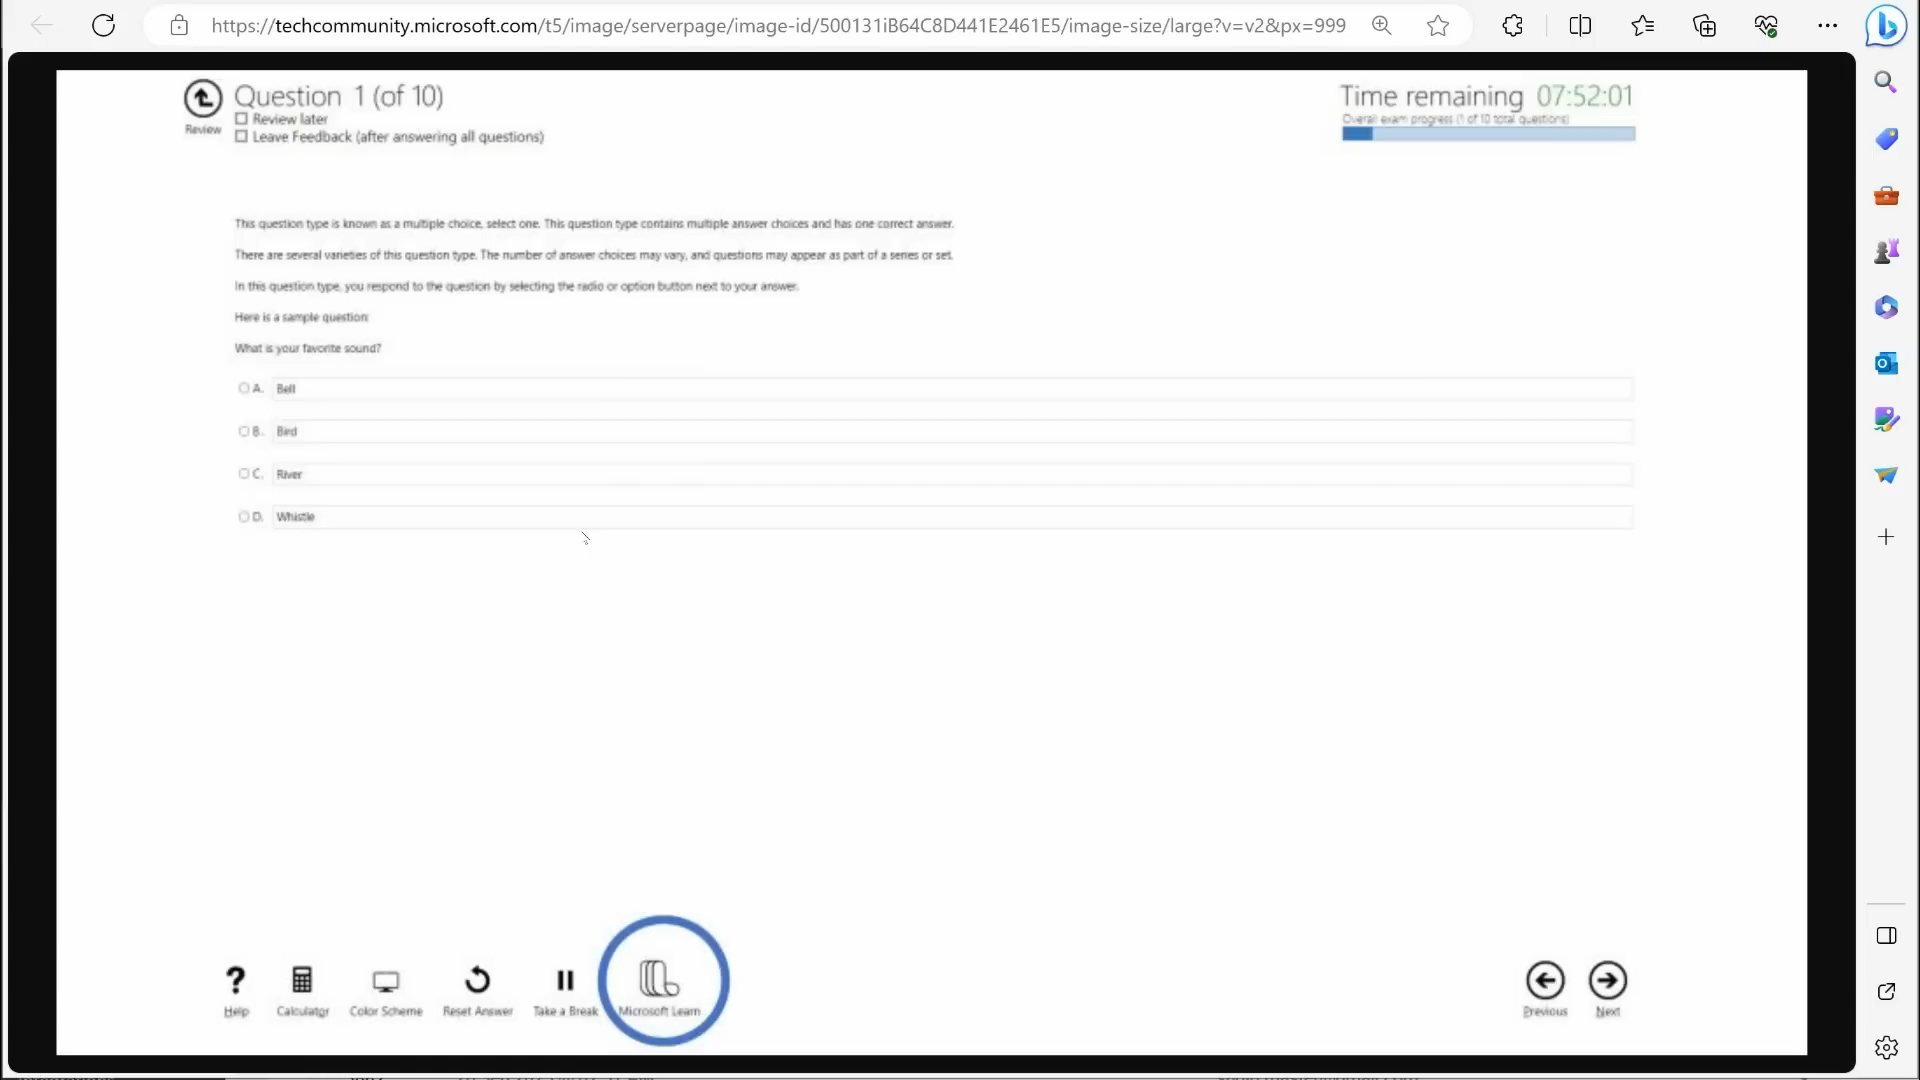 https://techcommunity.microsoft.com/t5/image/serverpage/image-id/500131iB64C8D441E2461E5/image-size/large?v=v2&px=999
Question 1 (of 10)
Time remaining 07:52:01
Review later
Overall exam progress (1 of 10 total questions)
Review
Leave Feedback (after answering all questions)
This question type is known as a multiple choice, select one. This question type contains multiple answer choices and has one correct answer.
There are several varieties of this question type. The number of answer choices may vary, and questions may appear as part of a series or set.
In this question type, you respond to the question by selecting the radio or option button next to your answer.
Here is a sample question:
What is your favorite sound?
A. Bell
B. Bird
C. River
D. Whistle
Help
Calculator
Color Scheme
Reset Answer
Take a Break
Microsoft Learn
Previous
Next